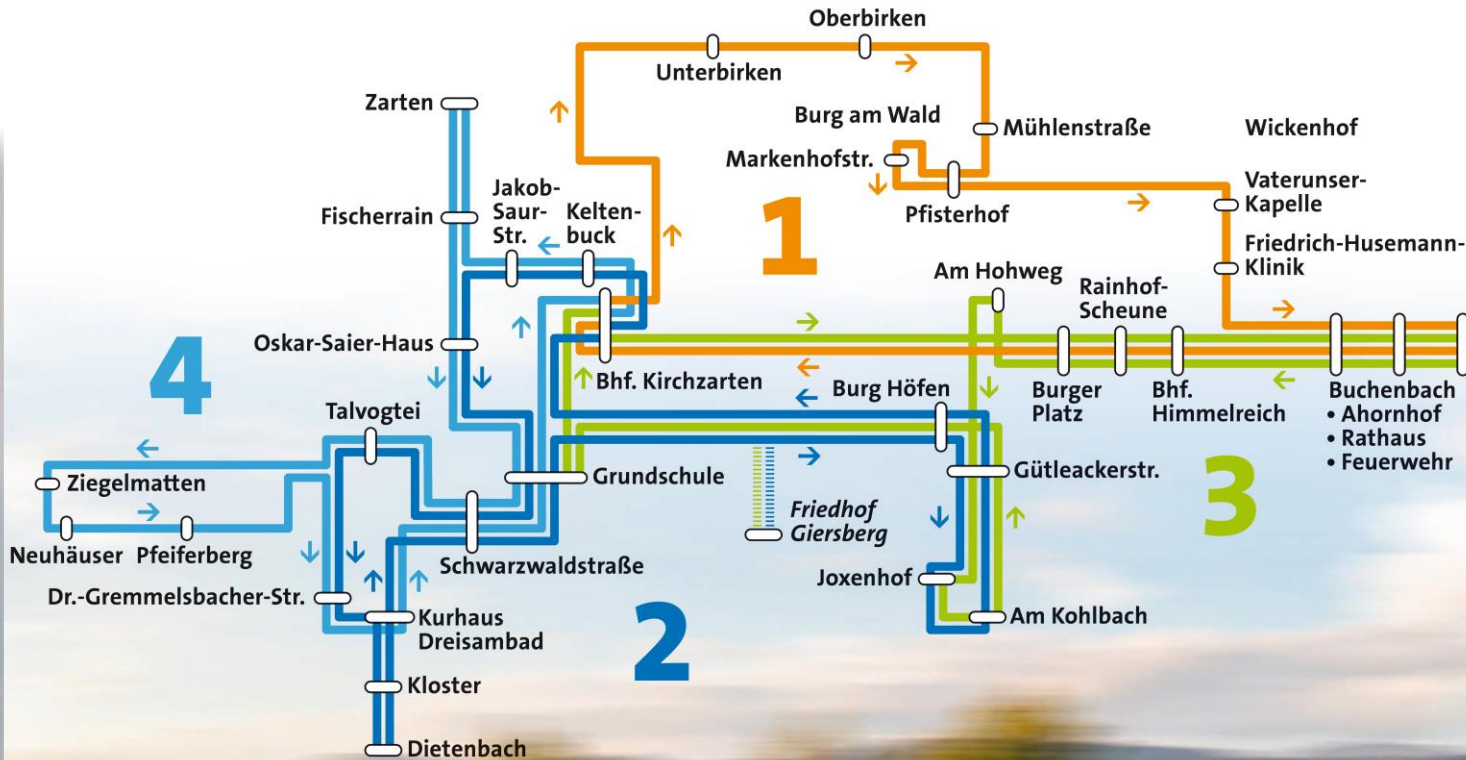 Oberbirken
Unterbirken
Zarten
Burg am Wald
Mühlenstraße
Wickenhof
Markenhofstr.
Vaterunser-
Kapelle
Jakob-
Saur-
Str.
Kelten-
buck
Fischerrain
Pfisterhof
1
Friedrich-Husemann-
Klinik
Am Hohweg
Rainhof-
Scheune
Oskar-Saier-Haus
4
Bhf. Kirchzarten
Burg Höfen
Burger
Platz
Bhf.
Himmelreich
Buchenbach
• Ahornhof
• Rathaus
• Feuerwehr
Talvogtei
Ziegelmatten
Grundschule
Gütleackerstr.
3
Friedhof
Giersberg
Neuhäuser
Pfeiferberg
Schwarzwaldstraße
Joxenhof
Dr.-Gremmelsbacher-Str.
Kurhaus
Dreisambad
2
Am Kohlbach
Kloster
Dietenbach